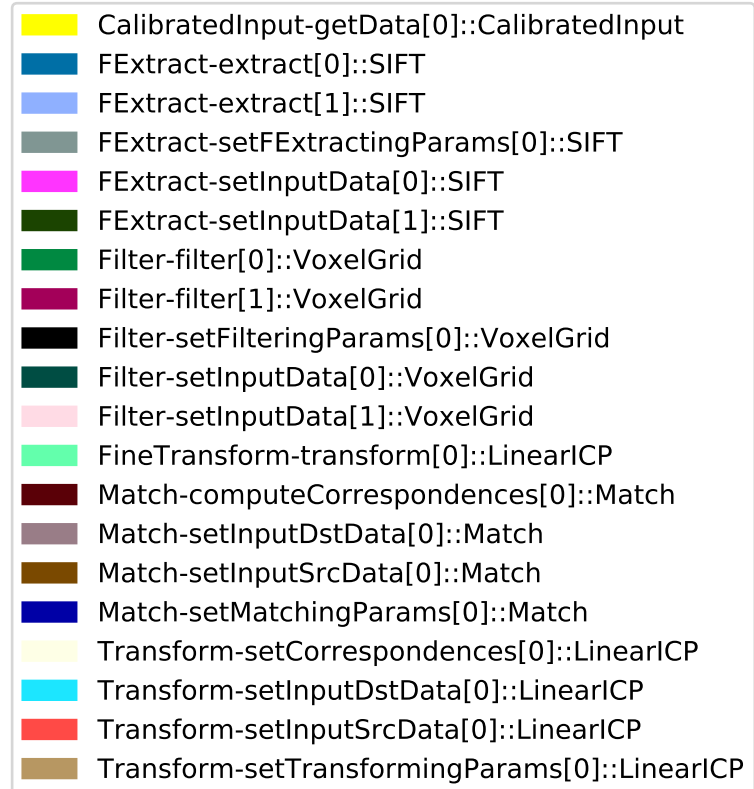 CalibratedInput-getData[0]::CalibratedInput
FExtract-extract[0]::SIFT
FExtract-extract[1]::SIFT
FExtract-setFExtractingParams[0]::SIFT
FExtract-setInputData[0]::SIFT
FExtract-setInputData[1]::SIFT
Filter-filter[0]::VoxelGrid
Filter-filter[1]::VoxelGrid
Filter-setFilteringParams[0]::VoxelGrid
Filter-setInputData[0]::VoxelGrid
Filter-setInputData[1]::VoxelGrid
FineTransform-transform[0]::LinearICP
Match-computeCorrespondences[0]::Match
Match-setInputDstData[0]::Match
Match-setInputSrcData[0]::Match
Match-setMatchingParams[0]::Match
Transform-setCorrespondences[0]::LinearICP
Transform-setInputDstData[0]::LinearICP
Transform-setInputSrcData[0]::LinearICP
Transform-setTransformingParams[0]::LinearICP